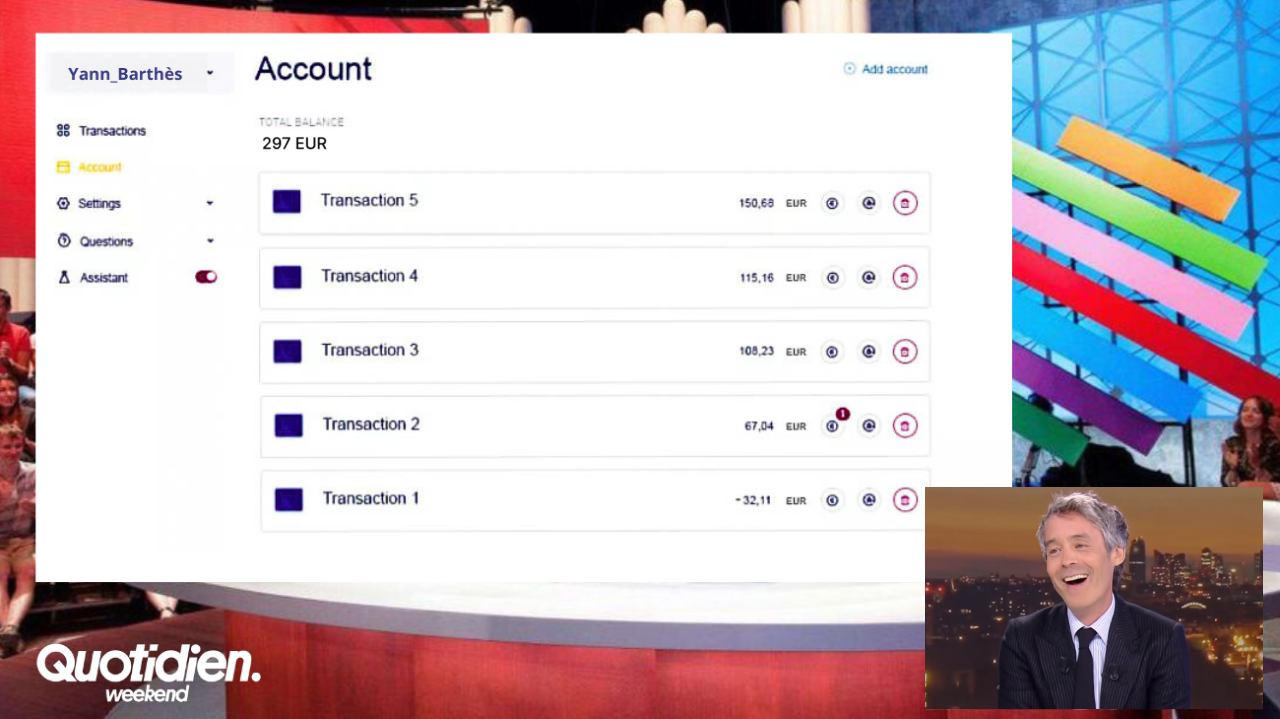 Yann_Barthès
Account
Add account
TOTAL BALANCE
297 EUR
Transactions
Account
Settings
Questions
Assistant
Transaction 5
150,68 EUR
Transaction 4
115,16 EUR
Transaction 3
108,23 EUR
Transaction 2
67,04 EUR
1
Transaction 1
-32,11 EUR
Quotidien.
weekend